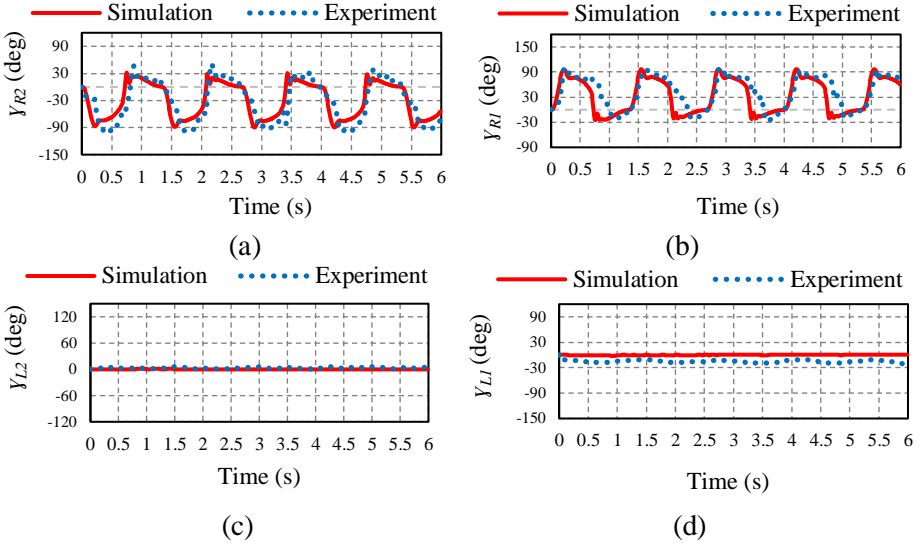 Simulation Experiment
90
30
-30
-90
-150
0 0.5 1 1.5 2 2.5 3 3.5 4 4.5 5 5.5 6
γR2 (deg)
Time (s)
(a)
Simulation Experiment
150
90
30
-30
-90
0 0.5 1 1.5 2 2.5 3 3.5 4 4.5 5 5.5 6
γR1 (deg)
Time (s)
(b)
Simulation Experiment
120
60
0
-60
-120
0 0.5 1 1.5 2 2.5 3 3.5 4 4.5 5 5.5 6
γL2 (deg)
Time (s)
(c)
Simulation Experiment
90
30
-30
-90
-150
0 0.5 1 1.5 2 2.5 3 3.5 4 4.5 5 5.5 6
γL1 (deg)
Time (s)
(d)